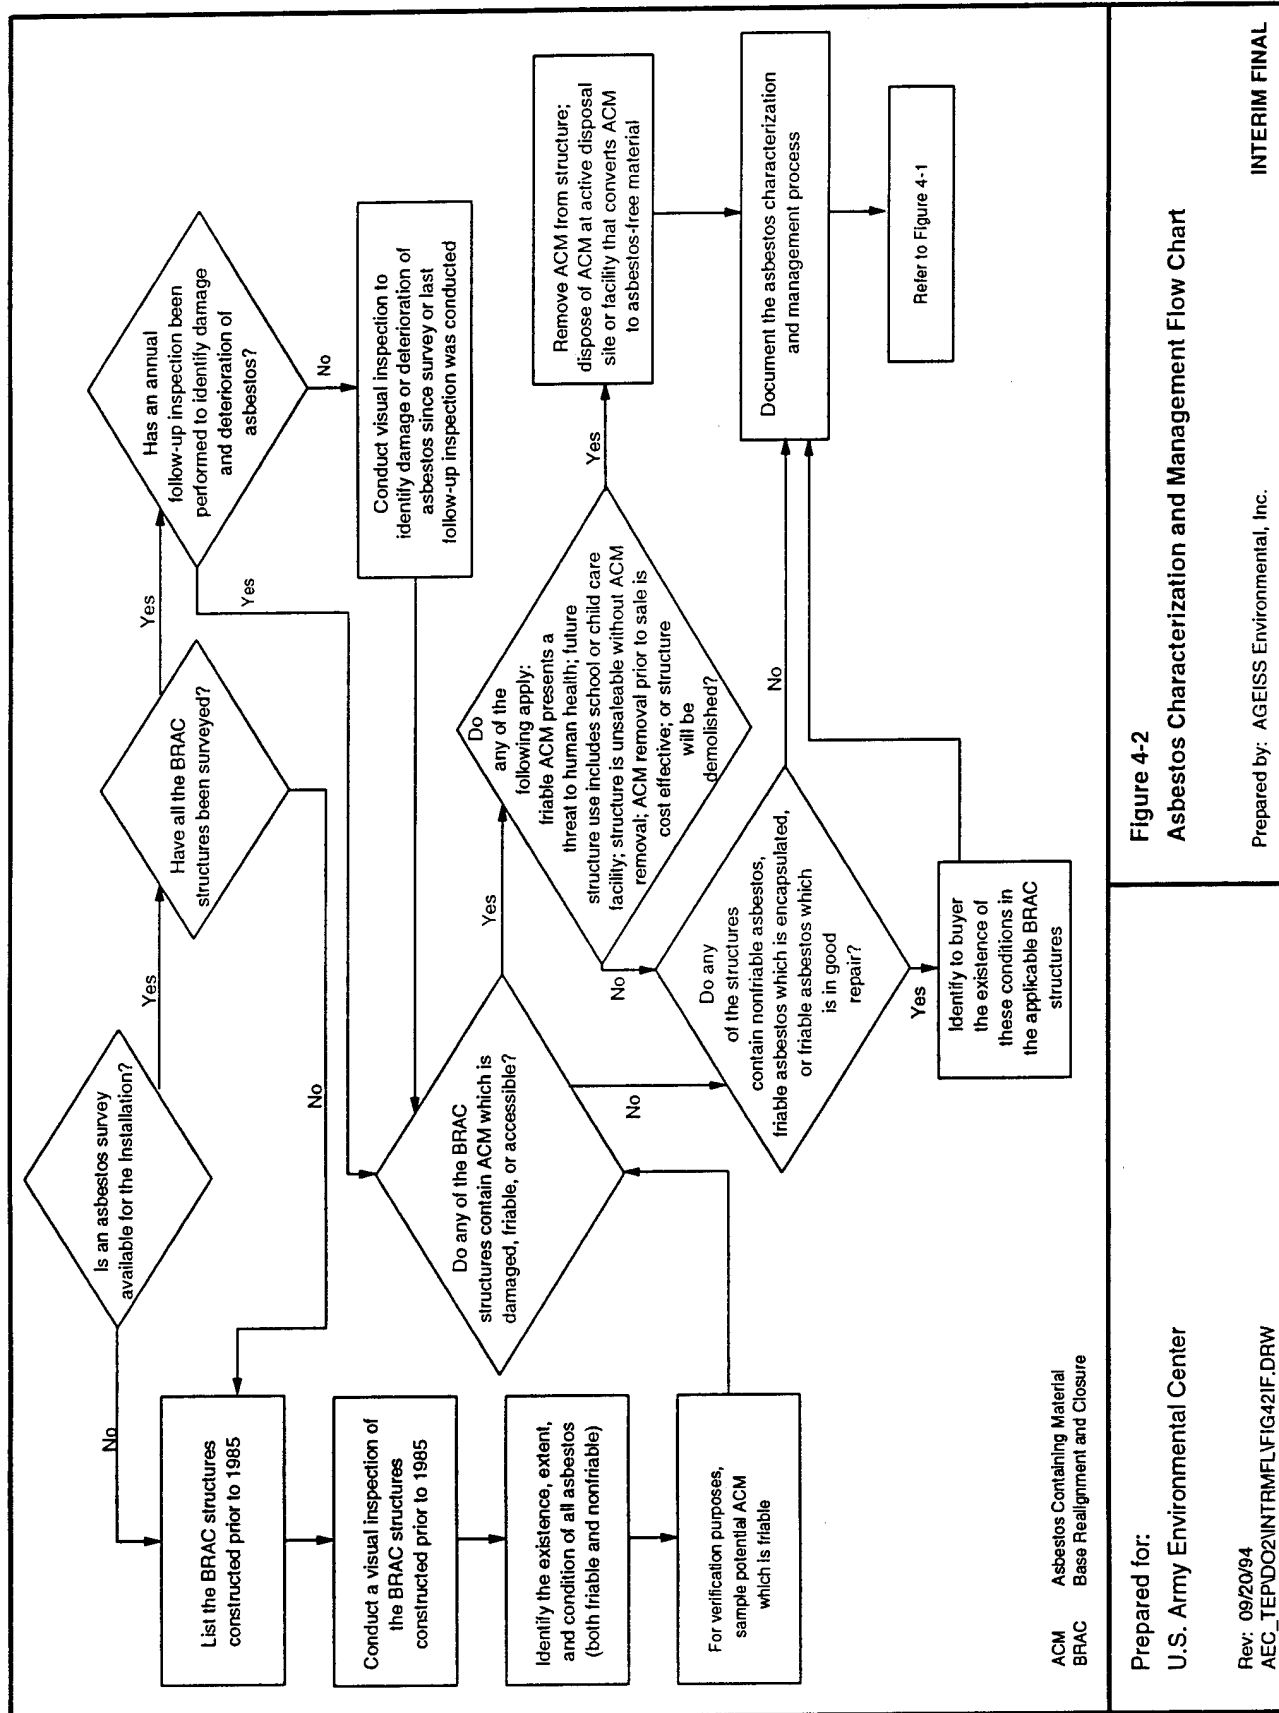 Is an asbestos survey
available for the Installation?
Yes
No
Have all the BRAC
structures been surveyed?
Yes
No
Has an annual
follow-up inspection been
performed to identify damage
and deterioration of
asbestos?
Yes
No
List the BRAC structures
constructed prior to 1985
Conduct a visual inspection of
the BRAC structures
constructed prior to 1985
Identify the existence, extent,
and condition of all asbestos
(both friable and nonfriable)
For verification purposes,
sample potential ACM
which is friable
Conduct visual inspection to
identify damage or deterioration of
asbestos since survey or last
follow-up inspection was conducted
Do any of the BRAC
structures contain ACM which is
damaged, friable, or accessible?
Yes
No
Do
any of the
following apply:
friable ACM presents a
threat to human health; future
structure use includes school or child care
facility; structure is unsaleable without ACM
removal; ACM removal prior to sale is
cost effective; or structure
will be
demolished?
Yes
No
Remove ACM from structure;
dispose of ACM at active disposal
site or facility that converts ACM
to asbestos-free material
Do any
of the structures
contain nonfriable asbestos,
friable asbestos which is encapsulated,
or friable asbestos which
is in good
repair?
No
Yes
Identify to buyer
the existence of
these conditions in
the applicable BRAC
structures
Document the asbestos characterization
and management process
Refer to Figure 4-1
ACM Asbestos Containing Material
BRAC Base Realignment and Closure
Prepared for:
U.S. Army Environmental Center
Rev: 09/20/94
AEC_TEP\DO2\INTRMFL\FIG42IF.DRW
Figure 4-2
Asbestos Characterization and Management Flow Chart
Prepared by: AGEISS Environmental, Inc.
INTERIM FINAL